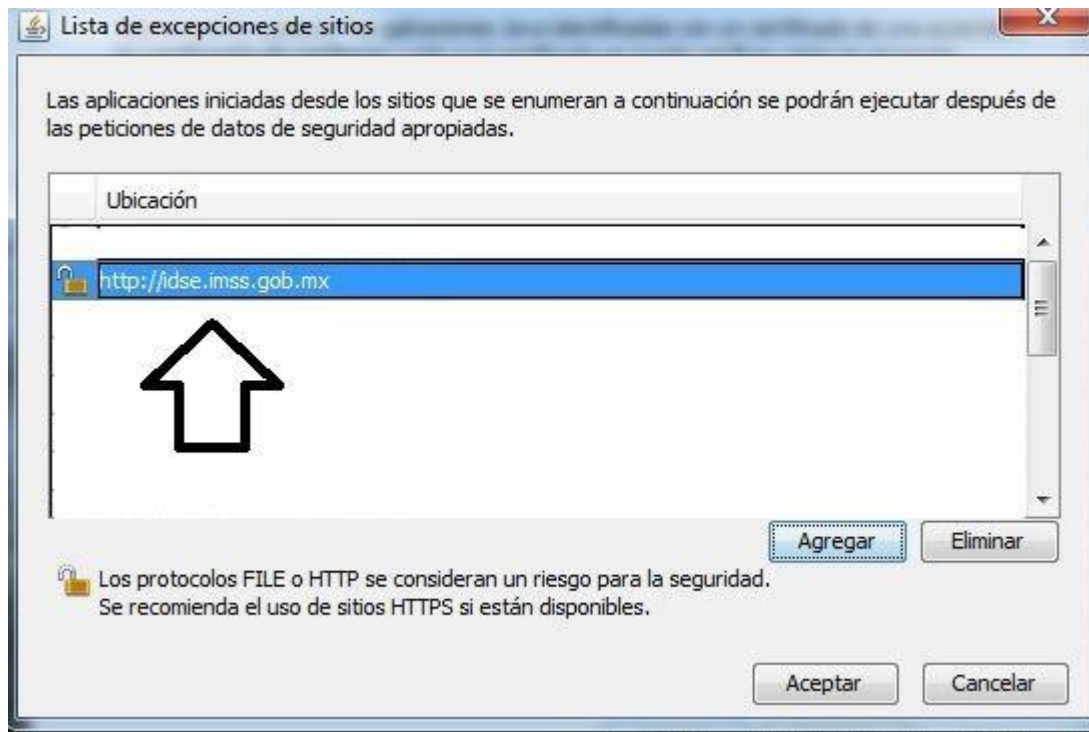 Lista de excepciones de sitios
Las aplicaciones iniciadas desde los sitios que se enumeran a continuación se podrán ejecutar después de
las peticiones de datos de seguridad apropiadas.
Ubicación
http://idse.imss.gob.mx
Agregar
Eliminar
Los protocolos FILE o HTTP se consideran un riesgo para la seguridad.
Se recomienda el uso de sitios HTTPS si están disponibles.
Aceptar
Cancelar